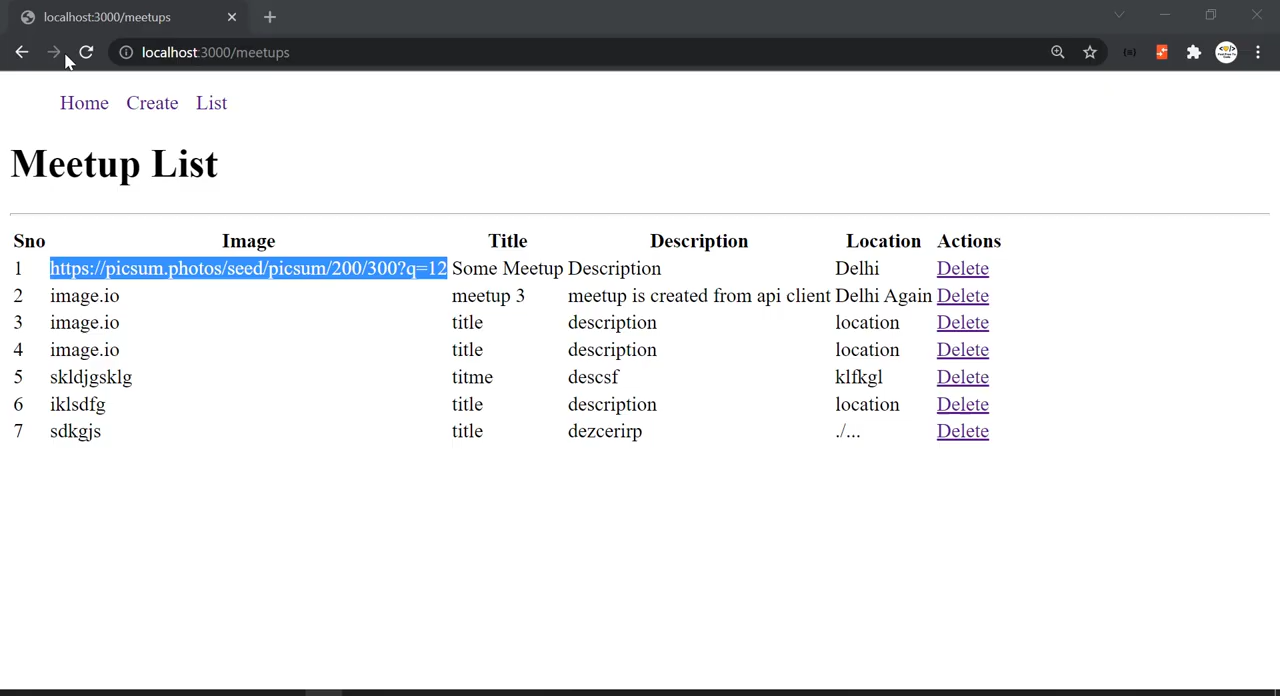 localhost:3000/meetups
localhost:3000/meetups
Home Create List
Meetup List
Sno Image Title Description Location Actions
1 https://picsum.photos/seed/picsum/200/300?q=12 Some Meetup Description Delhi Delete
2 image.io meetup 3 meetup is created from api client Delhi Again Delete
3 image.io title description location Delete
4 image.io title description location Delete
5 skldjgsklg titme descsf klfkgl Delete
6 iklsdfg title description location Delete
7 sdkgjs title dezcerirp ./... Delete